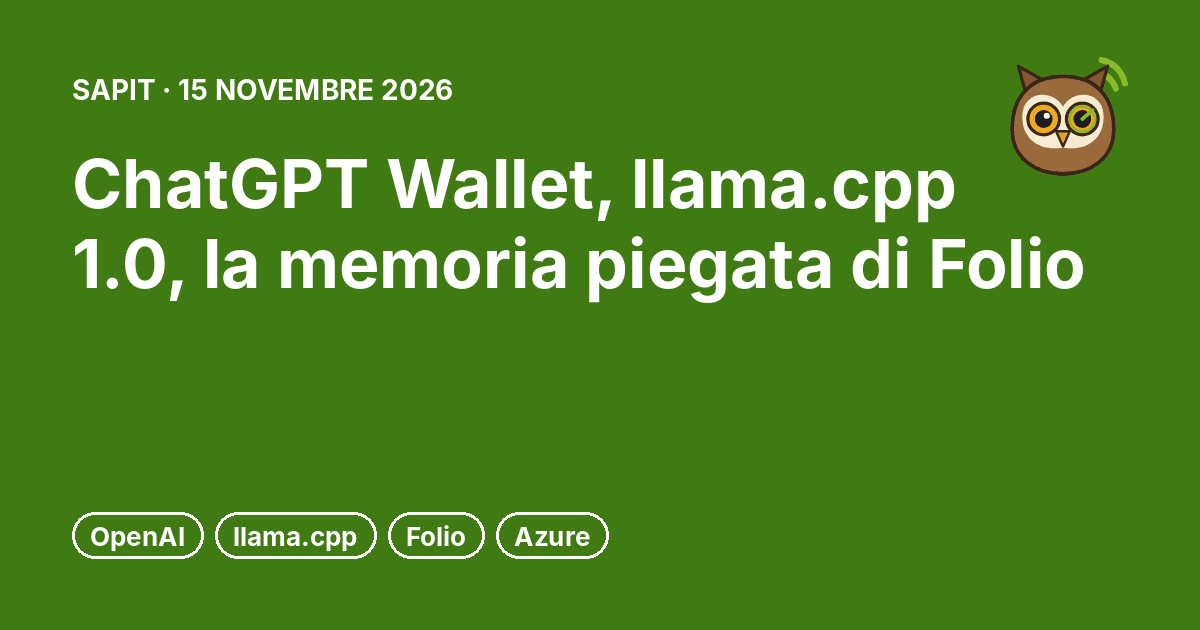 SAPIT · 15 NOVEMBRE 2026
ChatGPT Wallet, llama.cpp
1.0, la memoria piegata di Folio
OpenAI
llama.cpp
Folio
Azure